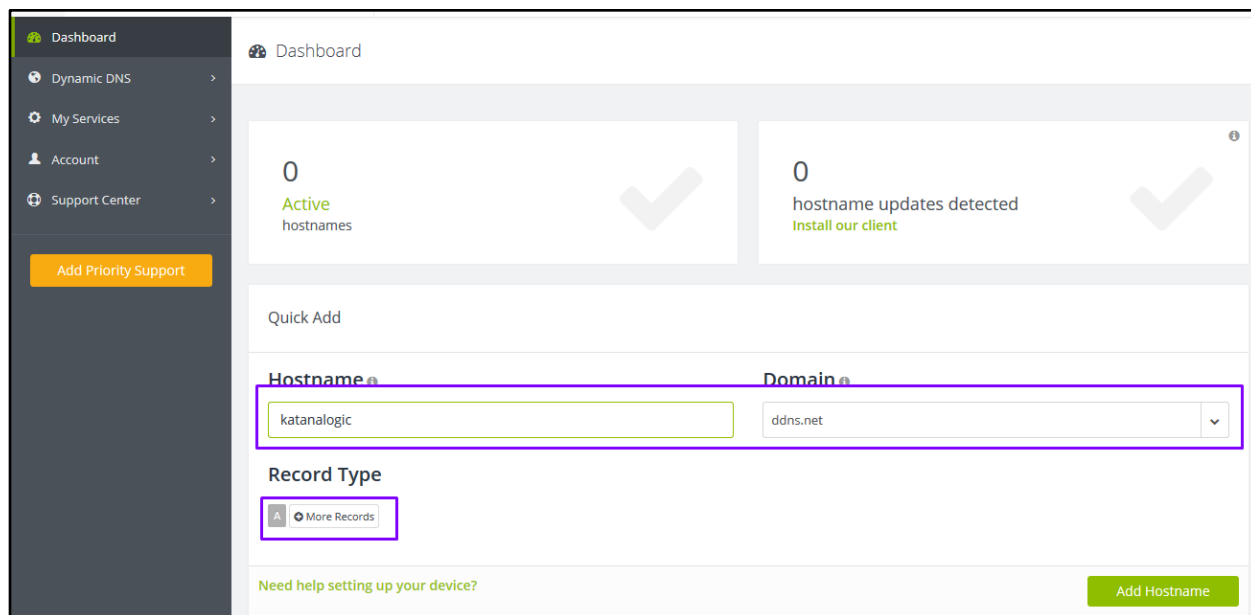 Dashboard
Dynamic DNS
My Services
Account
Support Center
Add Priority Support
Dashboard
0
Active
hostnames
0
hostname updates detected
Install our client
Quick Add
Hostname
Domain
katanalogic
ddns.net
Record Type
A More Records
Need help setting up your device?
Add Hostname